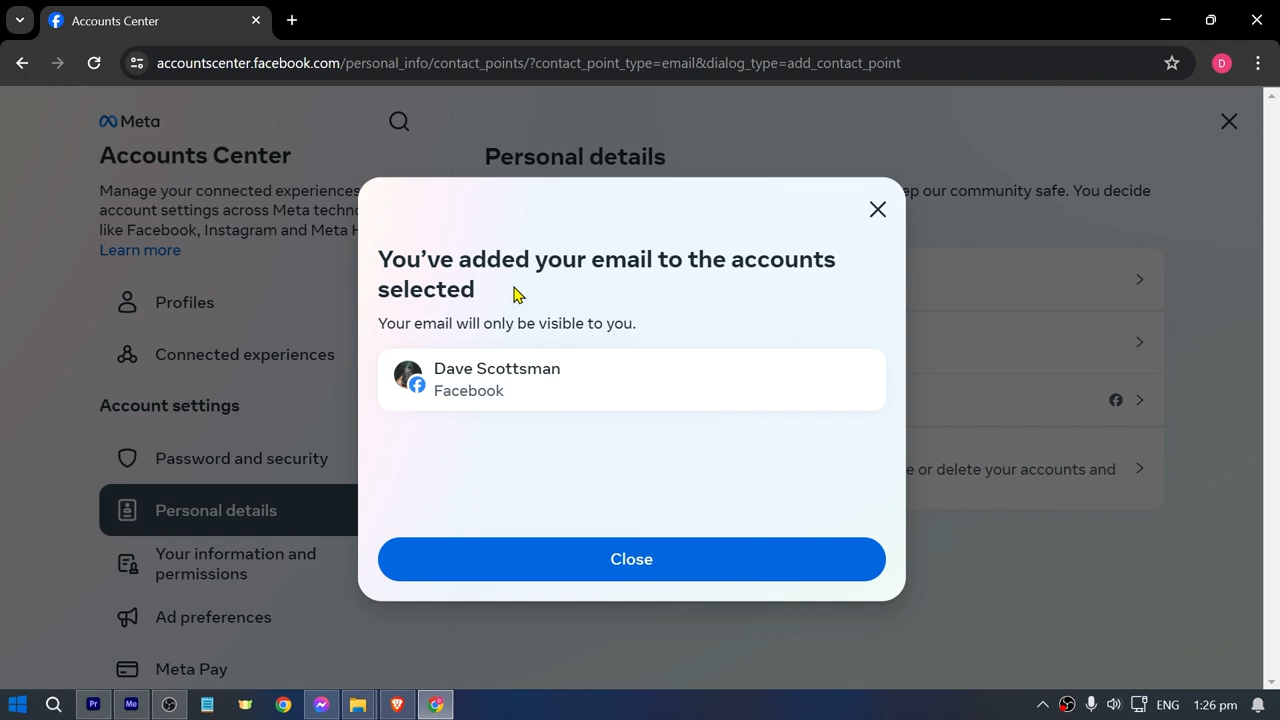 Accounts Center
accountscenter.facebook.com/personal_info/contact_points/?contact_point_type=email&dialog_type=add_contact_point
D
Meta
Accounts Center
Manage your connected experiences
account settings across Meta
like Facebook, Instagram and Meta
Learn more
Profiles
Connected experiences
Account settings
Password and security
Personal details
Your information and
permissions
Ad preferences
Meta Pay
Personal details
our community safe. You decide
or delete your accounts and
You've added your email to the accounts
selected
Your email will only be visible to you.
Dave Scottsman
Facebook
Close
Pr
Me
ENG
1:26 pm